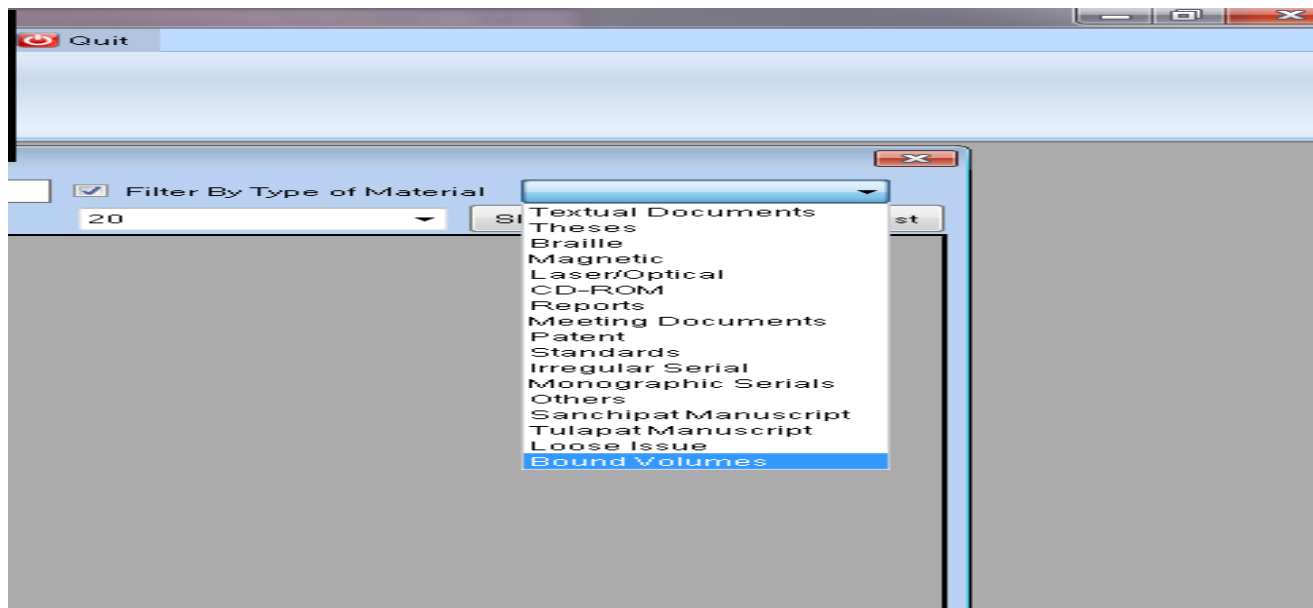 Quit
Filter By Type of Material
20
st
Textual Documents
Theses
Braille
Magnetic
Laser/Optical
CD-ROM
Reports
Meeting Documents
Patent
Standards
Irregular Serial
Monographic Serials
Others
Sanchipat Manuscript
Tulapat Manuscript
Loose Issue
Bound Volumes